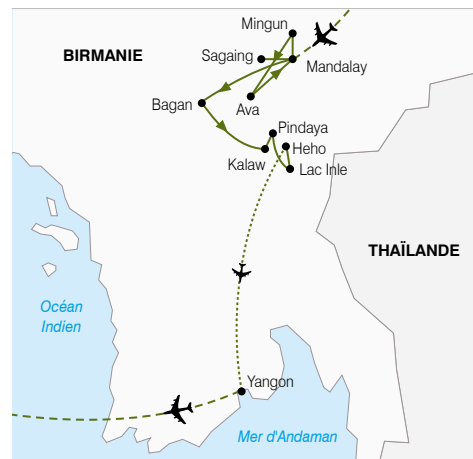 Mingun
BIRMANIE
Sagaing
Mandalay
Bagan
Ava
Pindaya
Heho
Kalaw
Lac Inle
THAÏLANDE
Océan
Indien
Yangon
Mer d'Andaman